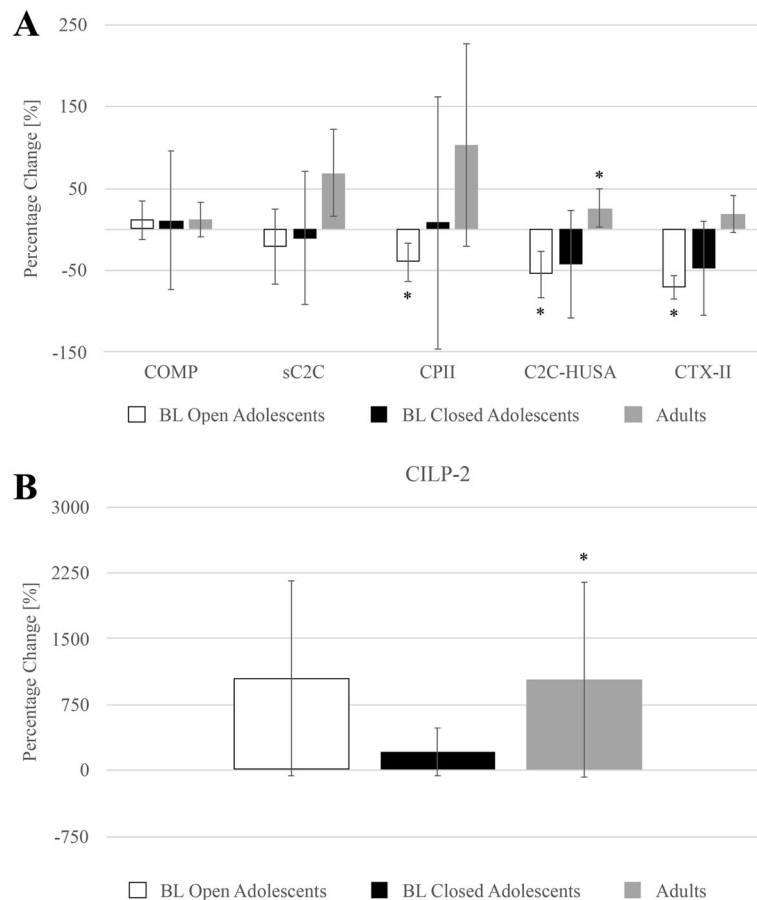 A
Percentage Change [%]
250
150
50
-50
-150
COMP sC2C CPII C2C-HUSA CTX-II
*
*
*
*
BL Open Adolescents BL Closed Adolescents Adults
B
CILP-2
Percentage Change [%]
3000
2250
1500
750
0
-750
*
BL Open Adolescents BL Closed Adolescents Adults